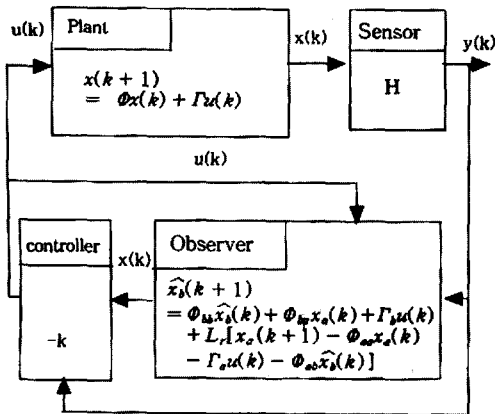 u(k)
Plant
x(k + 1)
= Φx(k) + Γu(k)
x(k)
Sensor
H
y(k)
u(k)
controller
-k
x(k)
Observer
x̂_b(k + 1)
= Φ_bb x̂_b(k) + Φ_ba x_a(k) + Γ_b u(k)
+ L_r[x_a(k + 1) − Φ_aa x_a(k)
− Γ_a u(k) − Φ_ab x̂_b(k)]